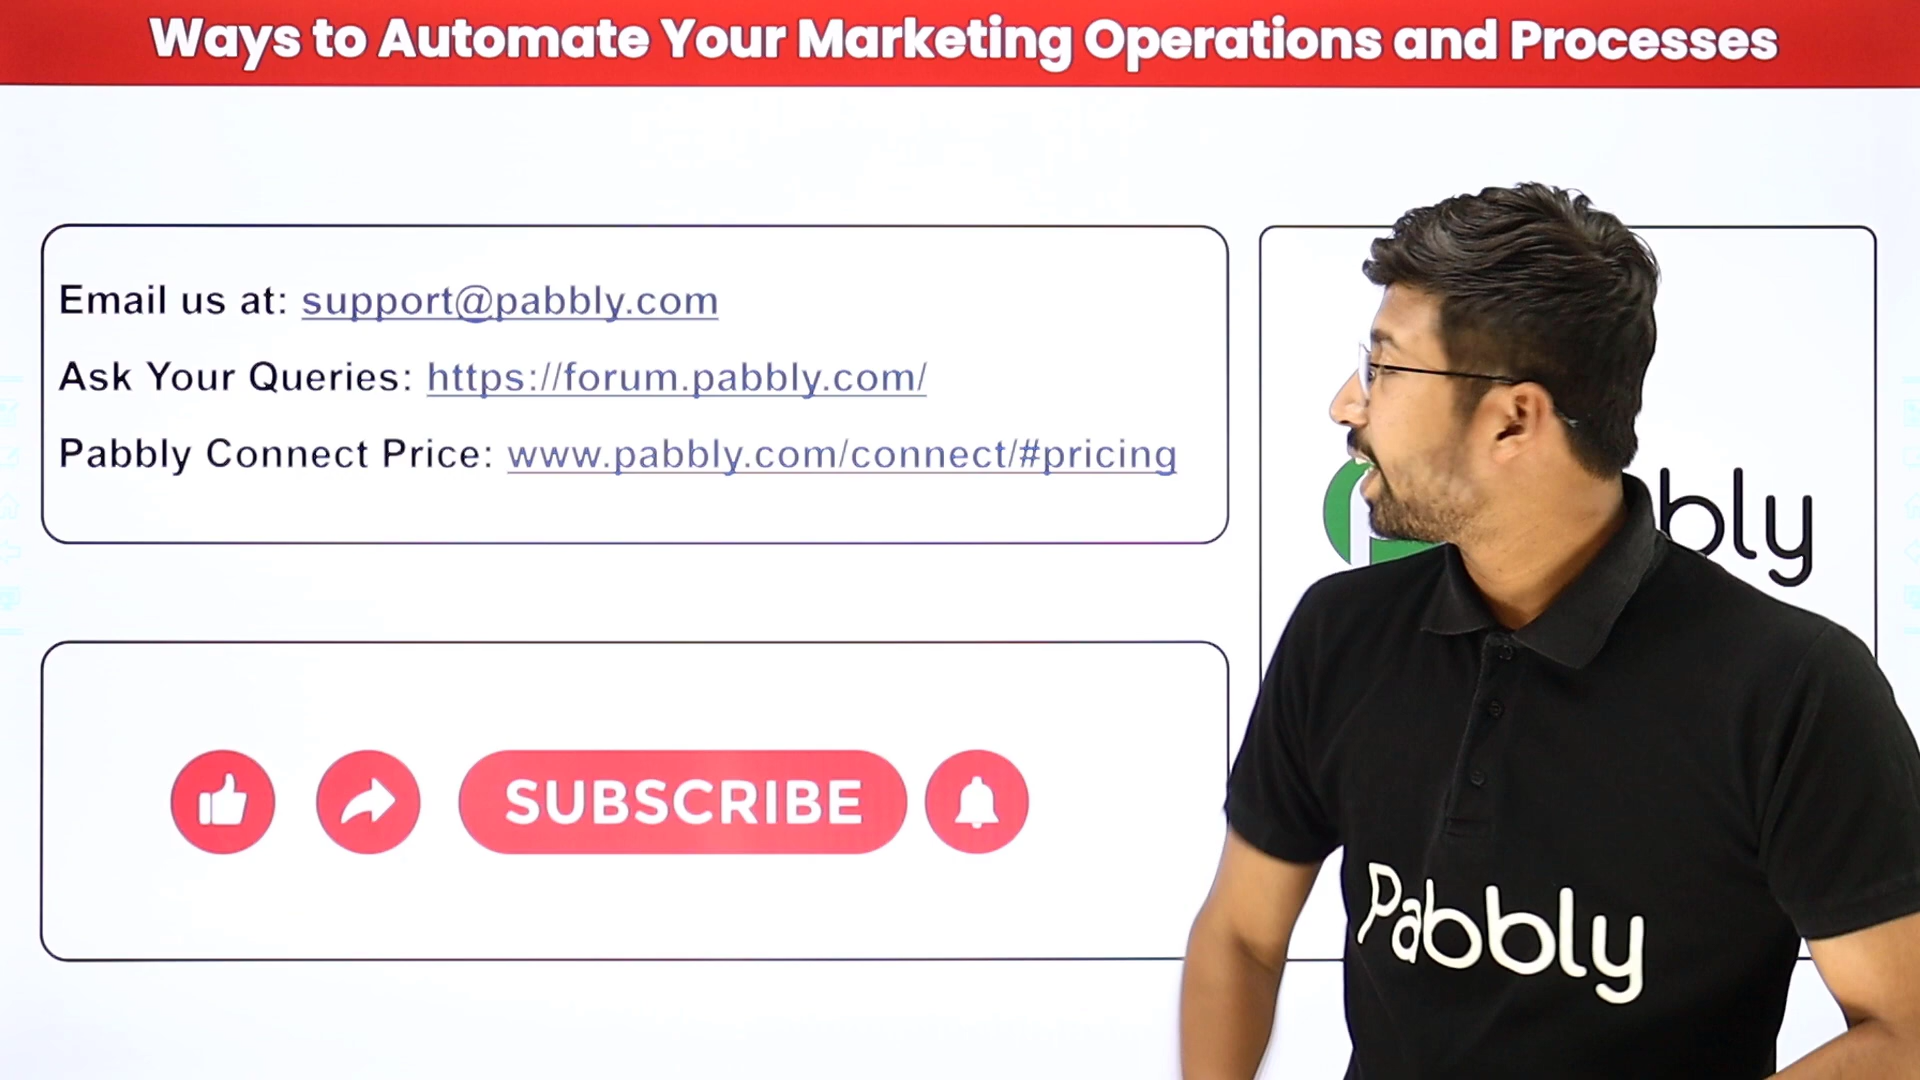 Ways to Automate Your Marketing Operations and Processes
Email us at: support@pabbly.com
Ask Your Queries: https://forum.pabbly.com/
Pabbly Connect Price: www.pabbly.com/connect/#pricing
bly
SUBSCRIBE
Pabbly